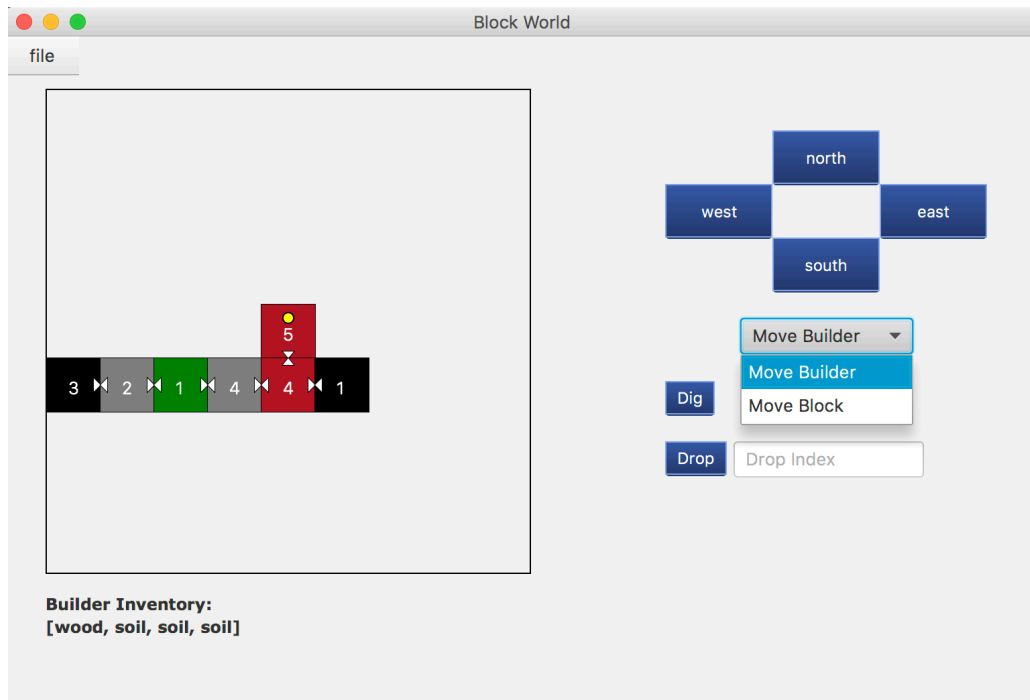 Block World
file
north
west
east
south
5
3 2 1 4 4 1
Move Builder
Move Builder
Move Block
Dig
Drop
Drop Index
Builder Inventory:
[wood, soil, soil, soil]